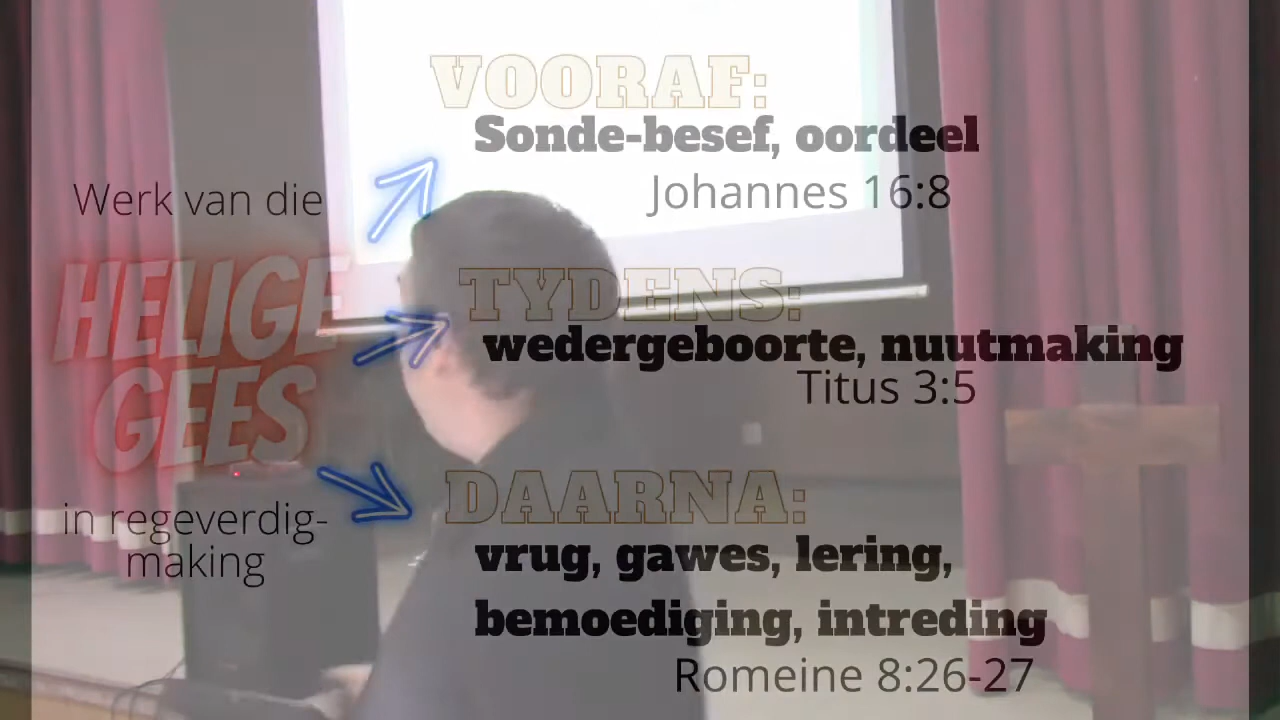 Werk van die
HELIGE
GEES
in regeverdig-
making
VOORAF:
Sonde-besef, oordeel
Johannes 16:8
TYDENS:
wedergeboorte, nuutmaking
Titus 3:5
DAARNA:
vrug, gawes, lering,
bemoediging, intreding
Romeine 8:26-27